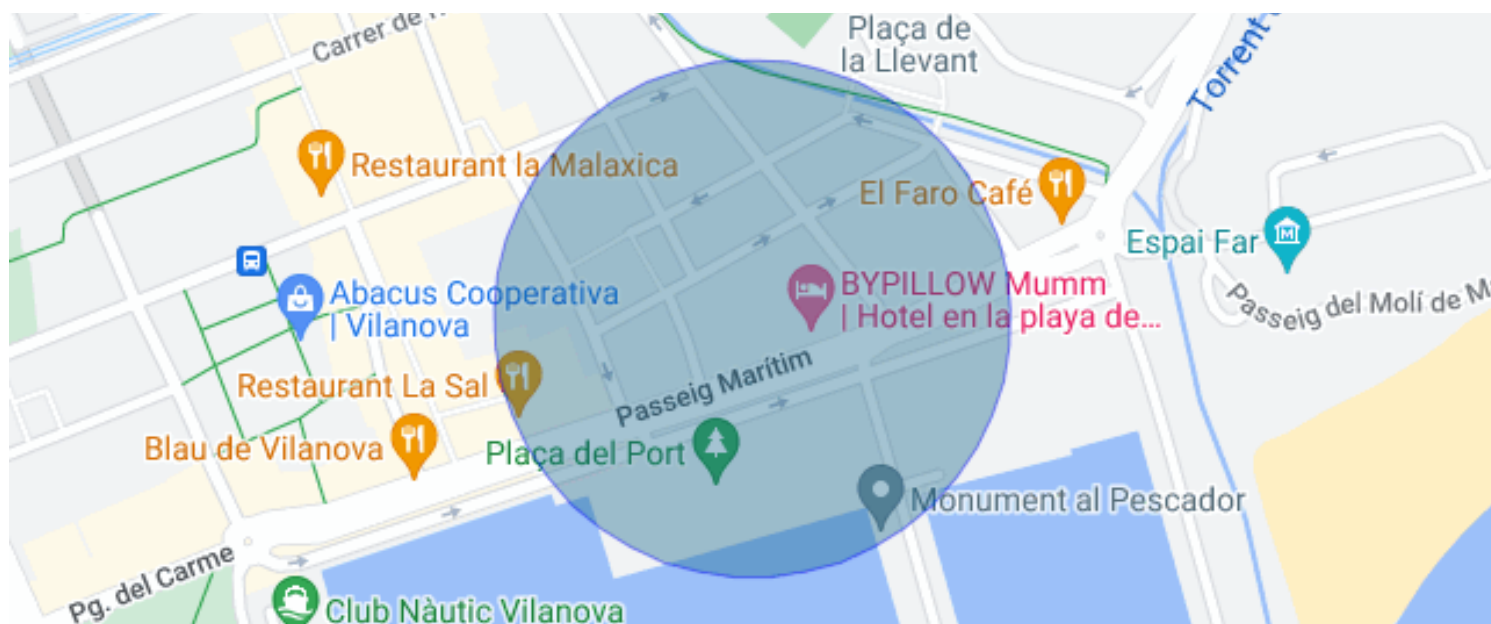 Plaça de
la Llevant
Carrer de
Torrent
Restaurant la Malaxica
El Faro Café
Espai Far
BYPILLOW Mumm
| Hotel en la playa de...
Passeig del Molí de M
Abacus Cooperativa
| Vilanova
Passeig Marítim
Restaurant La Sal
Blau de Vilanova
Plaça del Port
Monument al Pescador
Pg. del Carme
Club Nàutic Vilanova